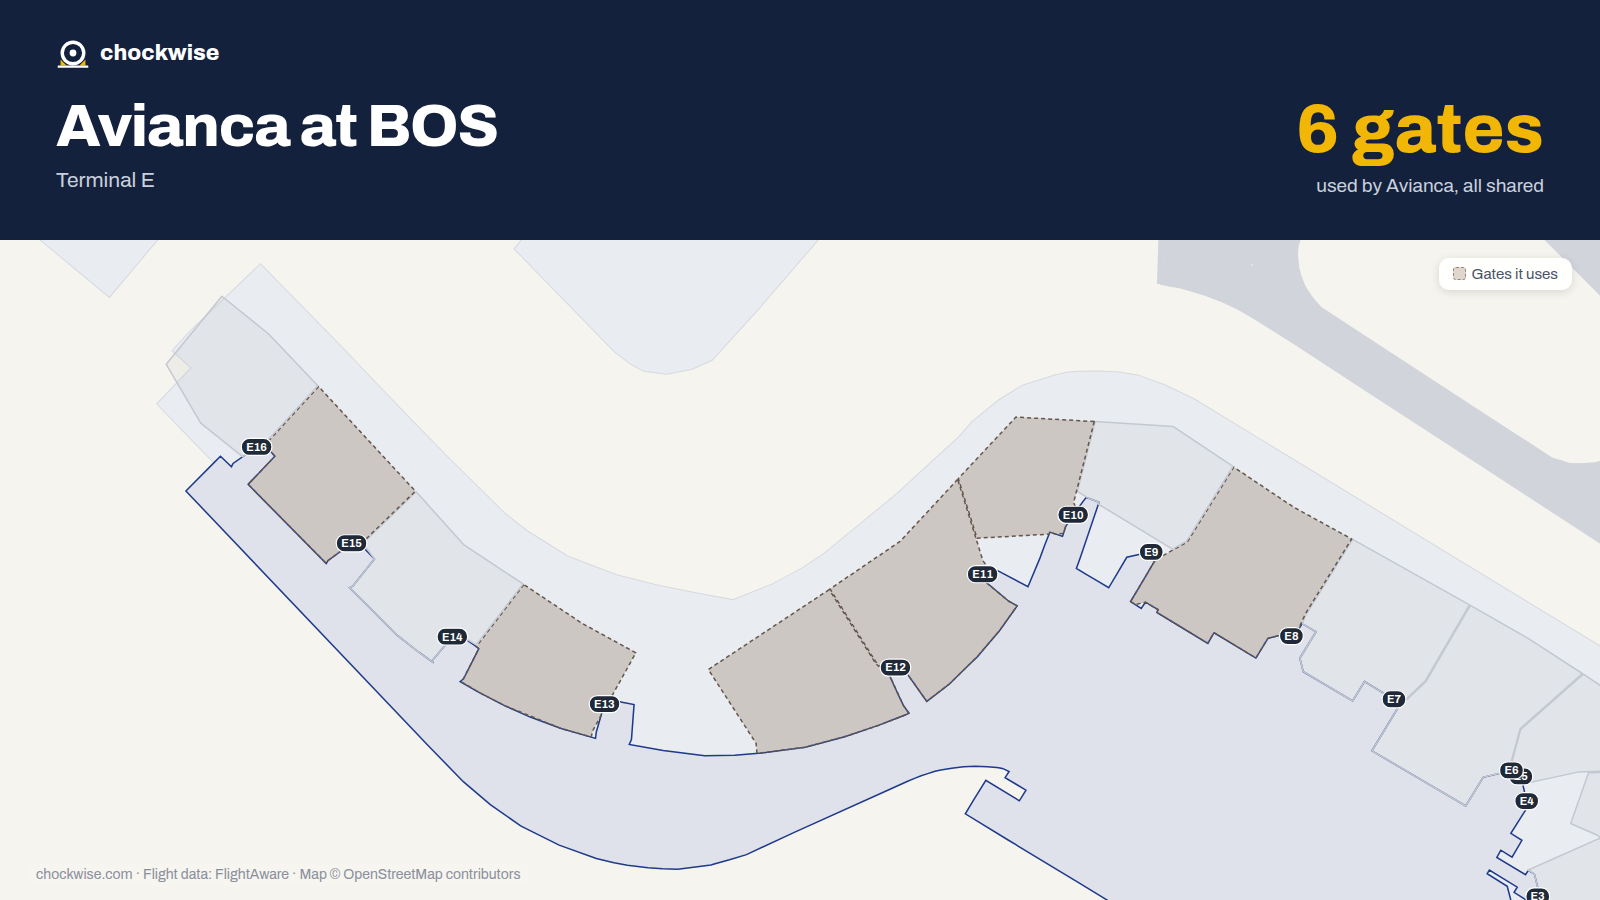 chockwise
Avianca at BOS
Terminal E
6 gates
used by Avianca, all shared
Gates it uses
E16
E15
E14
E13
E12
E11
E10
E9
E8
E7
E6
E4
E3
chockwise.com · Flight data: FlightAware · Map © OpenStreetMap contributors